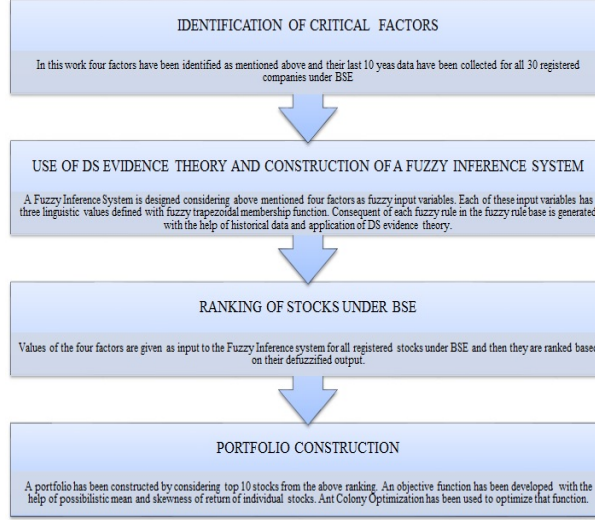 IDENTIFICATION OF CRITICAL FACTORS
In this work four factors have been identified as mentioned above and their last 10 yeas data have been collected for all 30 registered
companies under BSE
USE OF DS EVIDENCE THEORY AND CONSTRUCTION OF A FUZZY INFERENCE SYSTEM
A Fuzzy Inference System is designed considering above mentioned four factors as fuzzy input variables. Each of these input variables has
three linguistic values defined with fuzzy trapezoidal membership function. Consequent of each fuzzy rule in the fuzzy rule base is generated
with the help of historical data and application of DS evidence theory.
RANKING OF STOCKS UNDER BSE
Values of the four factors are given as input to the Fuzzy Inference system for all registered stocks under BSE and then they are ranked based
on their defuzzified output.
PORTFOLIO CONSTRUCTION
A portfolio has been constructed by considering top 10 stocks from the above ranking. An objective function has been developed with the
help of possibilistic mean and skewness of return of individual stocks. Ant Colony Optimization has been used to optimize that function.